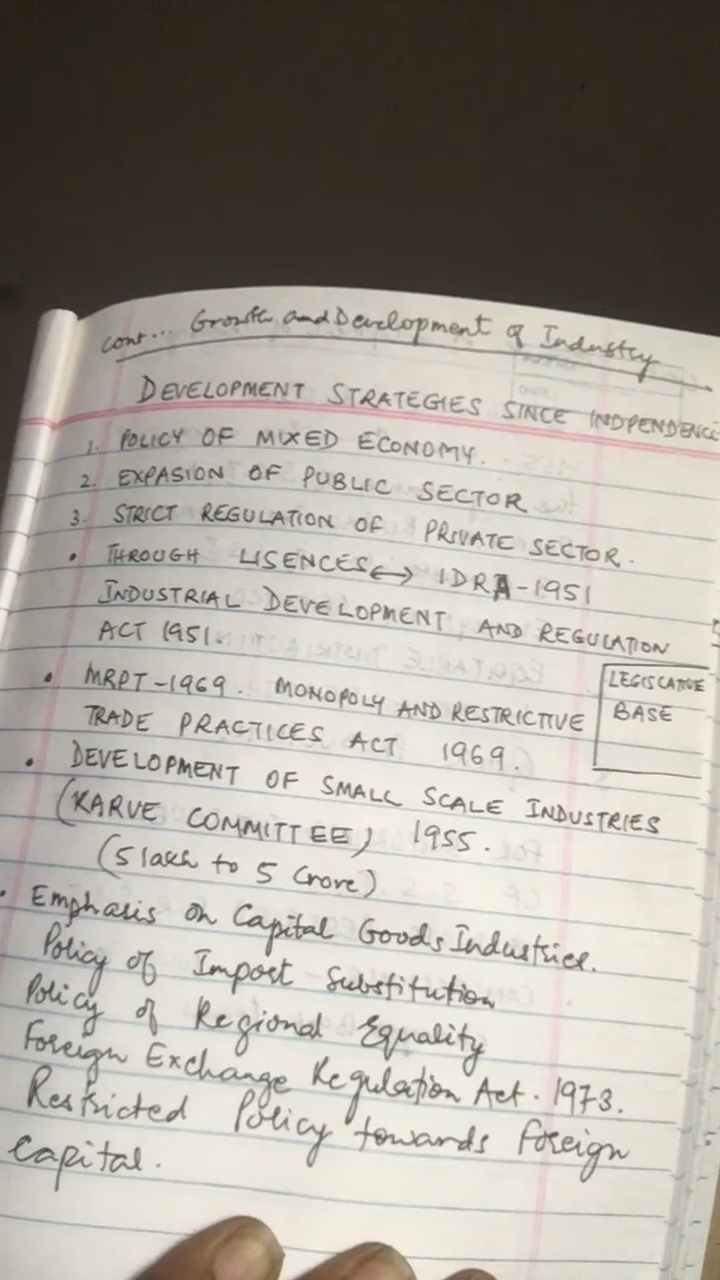 cont... Growth and Development of Industry
DEVELOPMENT STRATEGIES SINCE INDPENDENCE
1. POLICY OF MIXED ECONOMY.
2. EXPASION OF PUBLIC SECTOR
3. STRICT REGULATION OF PRIVATE SECTOR.
• THROUGH LISENCES ↔ IDRA-1951
INDUSTRIAL DEVELOPMENT AND REGULATION
ACT 1951.
• MRPT-1969. MONOPOLY AND RESTRICTIVE
TRADE PRACTICES ACT 1969.
LEGISLATIVE
BASE
• DEVELOPMENT OF SMALL SCALE INDUSTRIES
(KARVE COMMITTEE) 1955.
(5 lakh to 5 Crore)
• Emphasis on Capital Goods Industries.
Policy of Import Substitution
Policy of Regional Equality
Foreign Exchange Regulation Act. 1973.
Restricted Policy towards foreign
Capital.